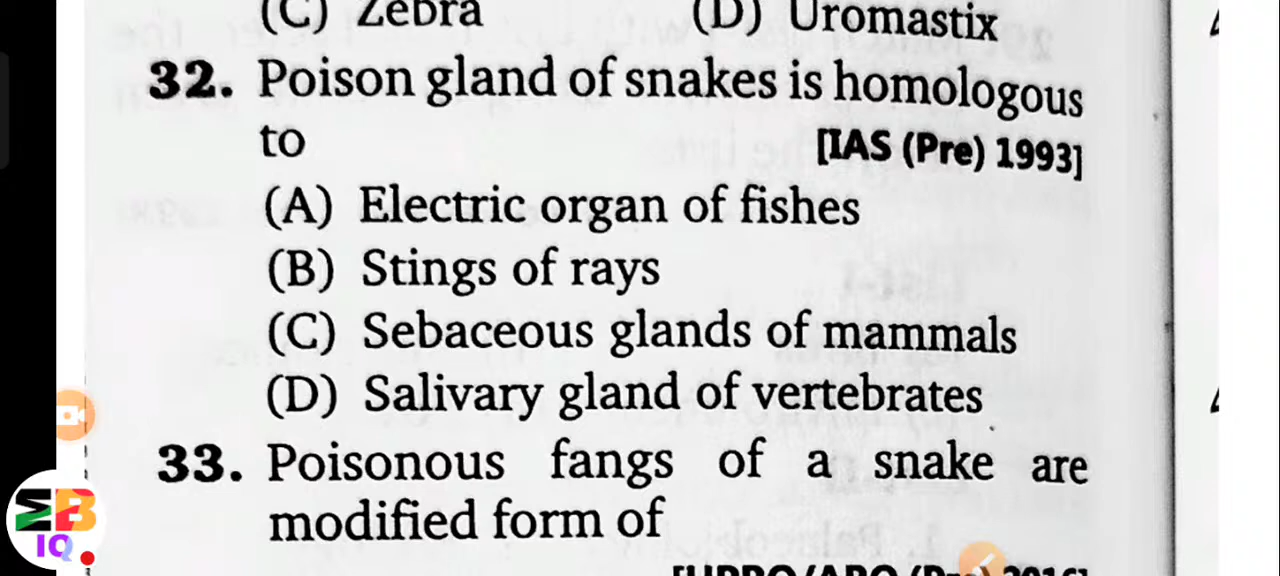 (C) Zebra (D) Uromastix
32. Poison gland of snakes is homologous
to [IAS (Pre) 1993]
(A) Electric organ of fishes
(B) Stings of rays
(C) Sebaceous glands of mammals
(D) Salivary gland of vertebrates
33. Poisonous fangs of a snake are
modified form of
IQ